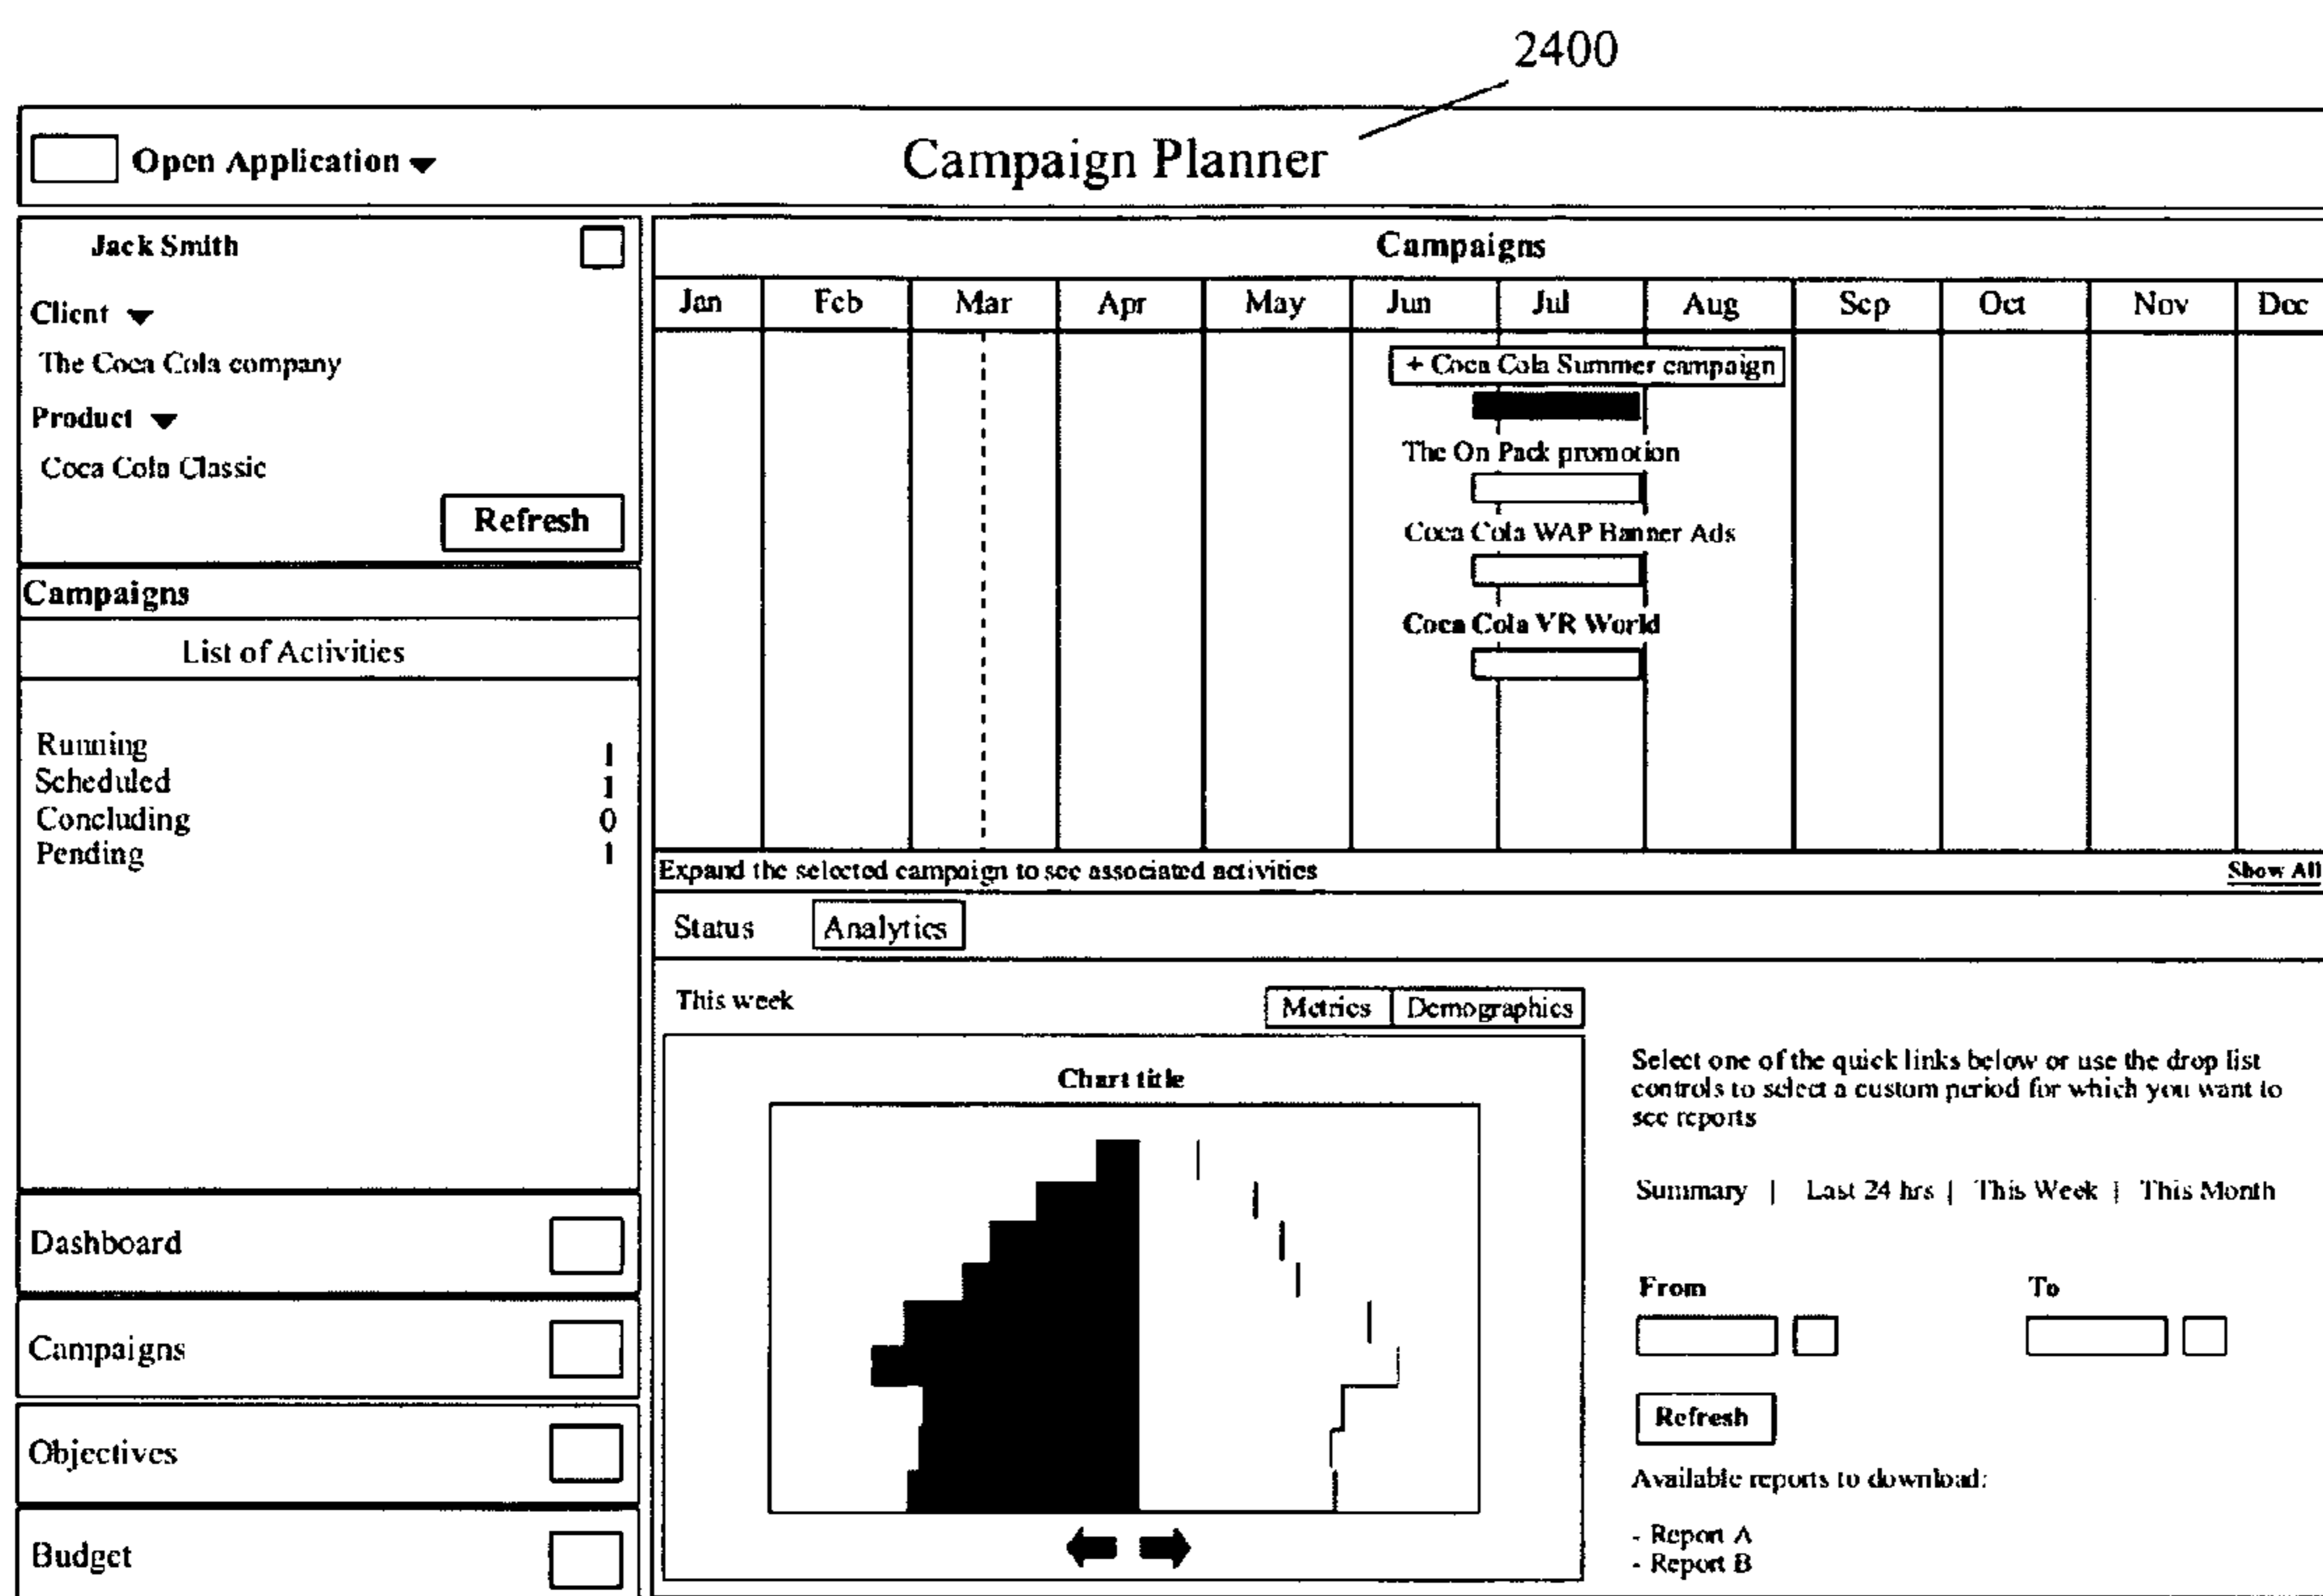 2400
Open Application
Campaign Planner
Jack Smith
Client
The Coca Cola company
Product
Coca Cola Classic
Refresh
Campaigns
List of Activities
Running 1
Scheduled 1
Concluding 0
Pending 1
Dashboard
Campaigns
Objectives
Budget
Campaigns
Jan Feb Mar Apr May Jun Jul Aug Sep Oct Nov Dec
+ Coca Cola Summer campaign
The On Pack promotion
Coca Cola WAP Banner Ads
Coca Cola VR World
Expand the selected campaign to see associated activities Show All
Status Analytics
This week Metrics Demographics
Chart title
Select one of the quick links below or use the drop list
controls to select a custom period for which you want to
see reports
Summary | Last 24 hrs | This Week | This Month
From To
Refresh
Available reports to download:
- Report A
- Report B